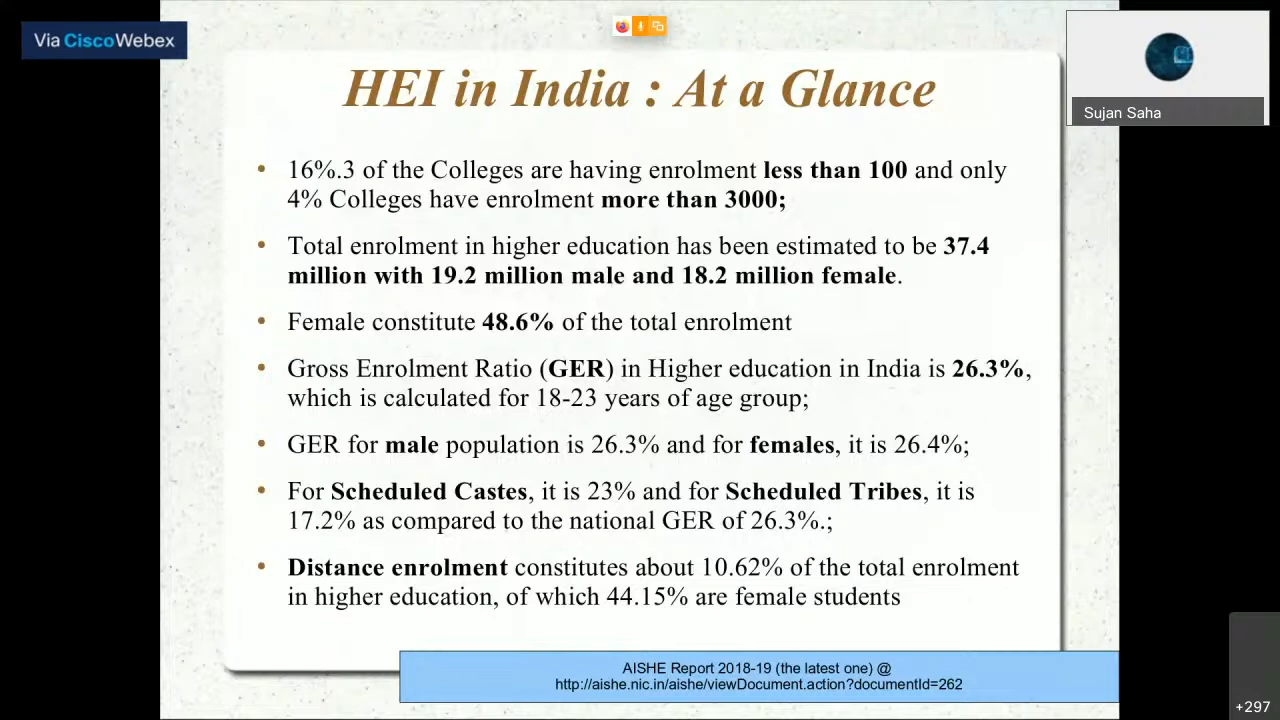 Via CiscoWebex
HEI in India : At a Glance
Sujan Saha
• 16%.3 of the Colleges are having enrolment less than 100 and only
4% Colleges have enrolment more than 3000;
• Total enrolment in higher education has been estimated to be 37.4
million with 19.2 million male and 18.2 million female.
• Female constitute 48.6% of the total enrolment
• Gross Enrolment Ratio (GER) in Higher education in India is 26.3%,
which is calculated for 18-23 years of age group;
• GER for male population is 26.3% and for females, it is 26.4%;
• For Scheduled Castes, it is 23% and for Scheduled Tribes, it is
17.2% as compared to the national GER of 26.3%.;
• Distance enrolment constitutes about 10.62% of the total enrolment
in higher education, of which 44.15% are female students
AISHE Report 2018-19 (the latest one) @
http://aishe.nic.in/aishe/viewDocument.action?documentId=262
+297